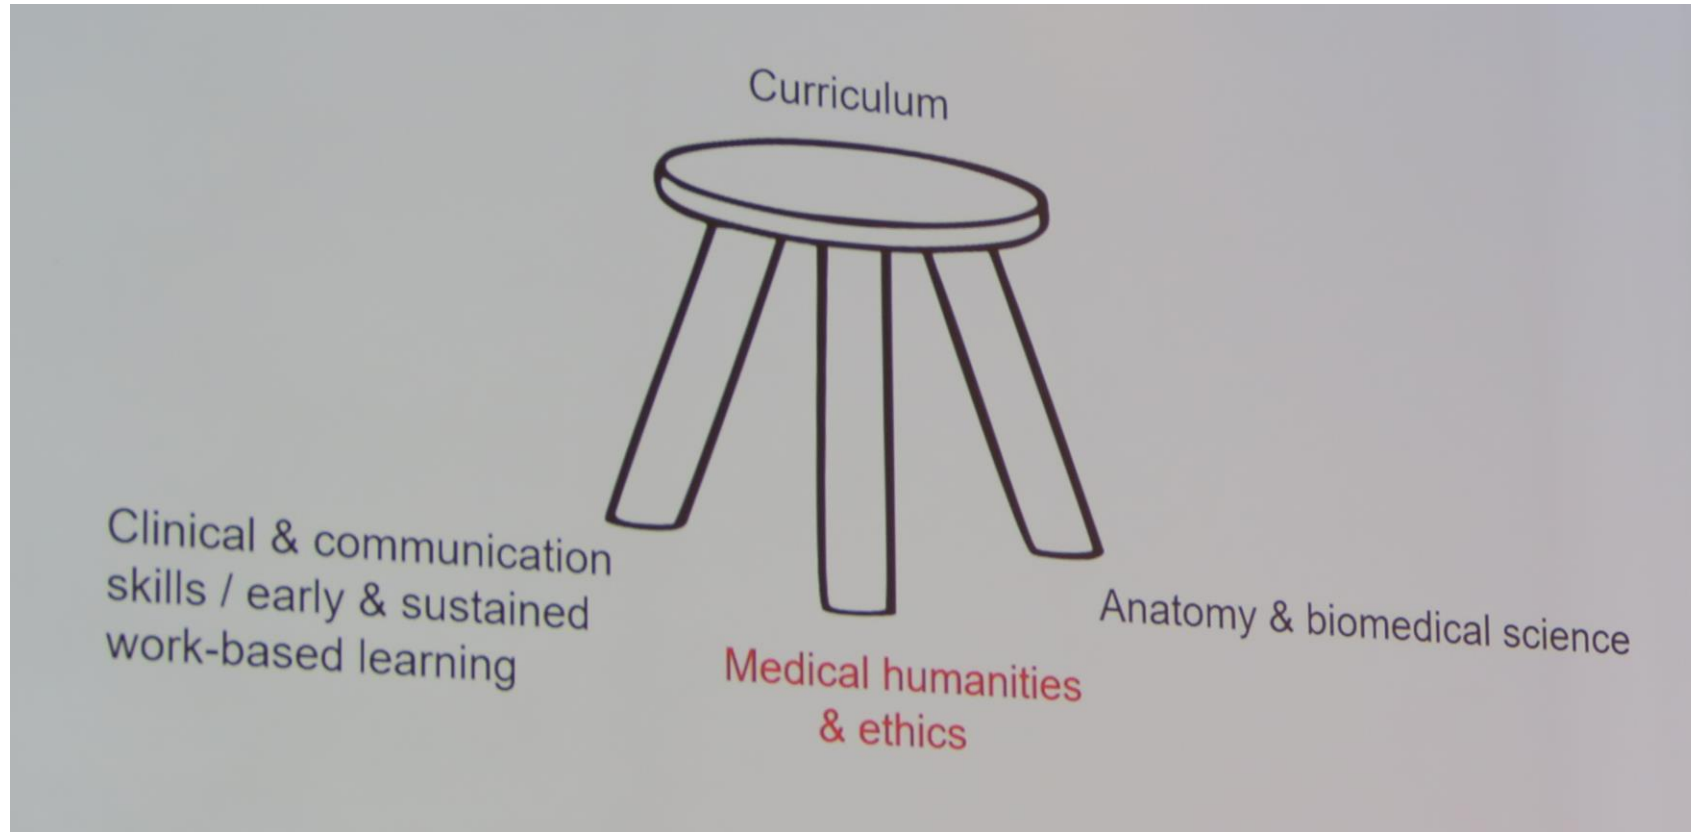 Curriculum
Clinical & communication
skills / early & sustained
work-based learning
Anatomy & biomedical science
Medical humanities
& ethics